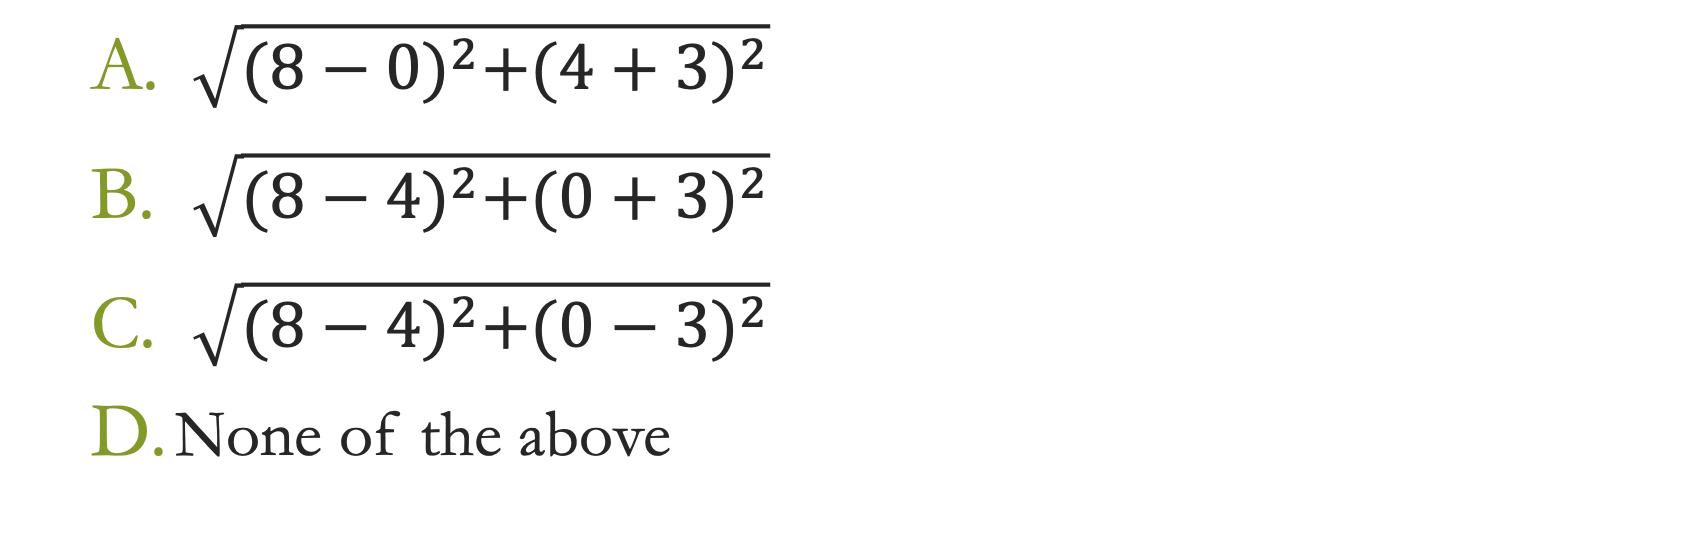 A. √(8 − 0)²+(4 + 3)²
B. √(8 − 4)²+(0 + 3)²
C. √(8 − 4)²+(0 − 3)²
D. None of the above